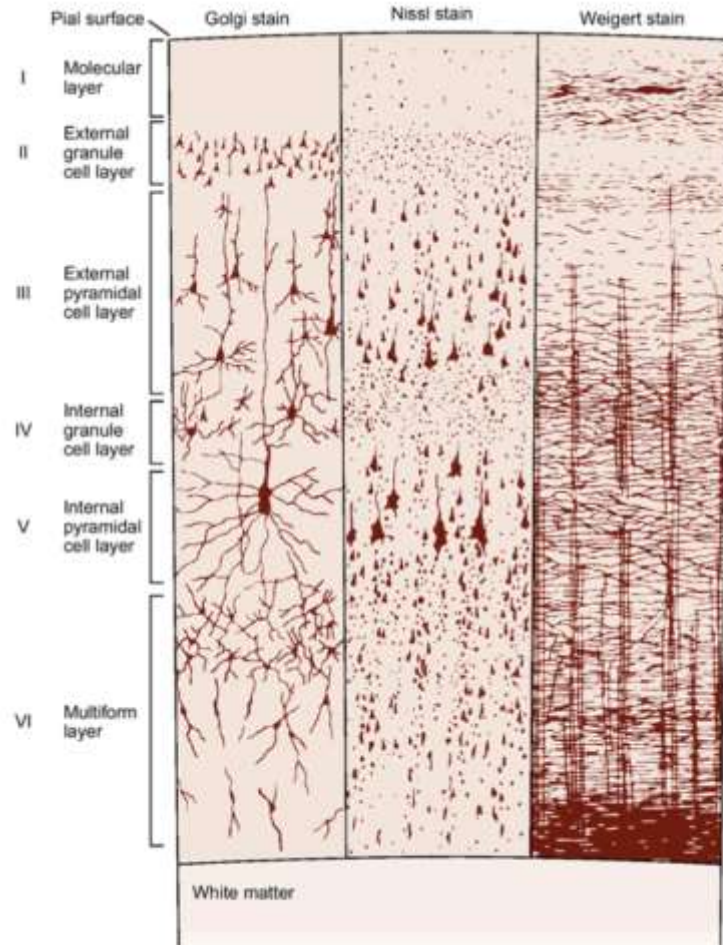 Pial surface
Golgi stain
Nissl stain
Weigert stain
I
Molecular
layer
II
External
granule
cell layer
III
External
pyramidal
cell layer
IV
Internal
granule
cell layer
V
Internal
pyramidal
cell layer
VI
Multiform
layer
White matter